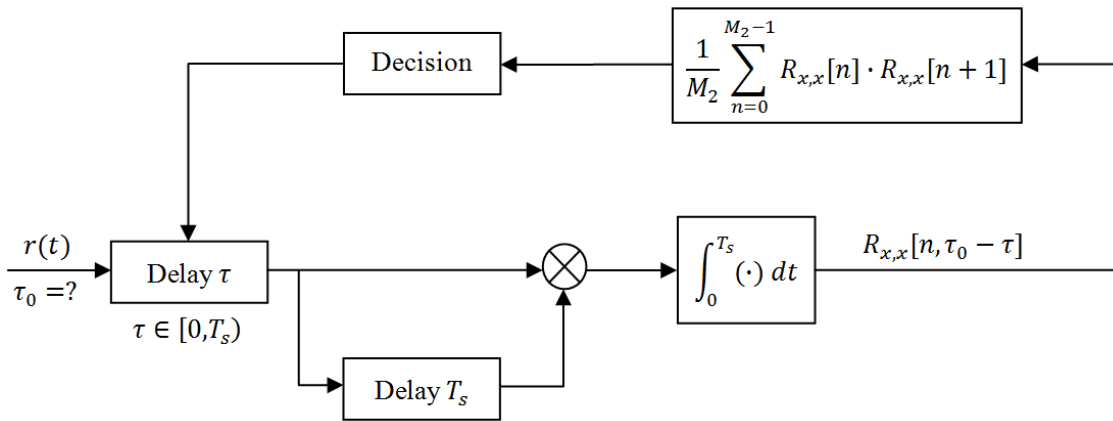 Decision
$\frac{1}{M_2} \sum_{n=0}^{M_2-1} R_{x,x}[n] \cdot R_{x,x}[n+1]$
$r(t)$
$\tau_0 =?$
Delay $\tau$
$\tau \in [0,T_s)$
$\int_0^{T_s} (\cdot)\, dt$
$R_{x,x}[n, \tau_0 - \tau]$
Delay $T_s$